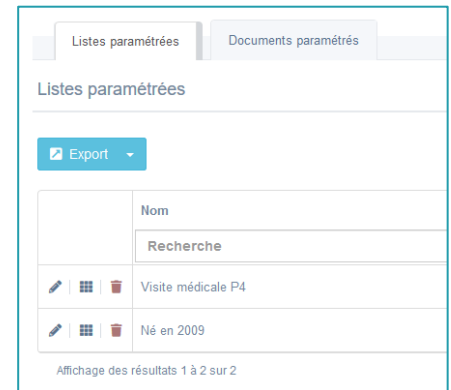 Listes paramétrées
Documents paramétrés
Listes paramétrées
Export
Nom
Recherche
Visite médicale P4
Né en 2009
Affichage des résultats 1 à 2 sur 2